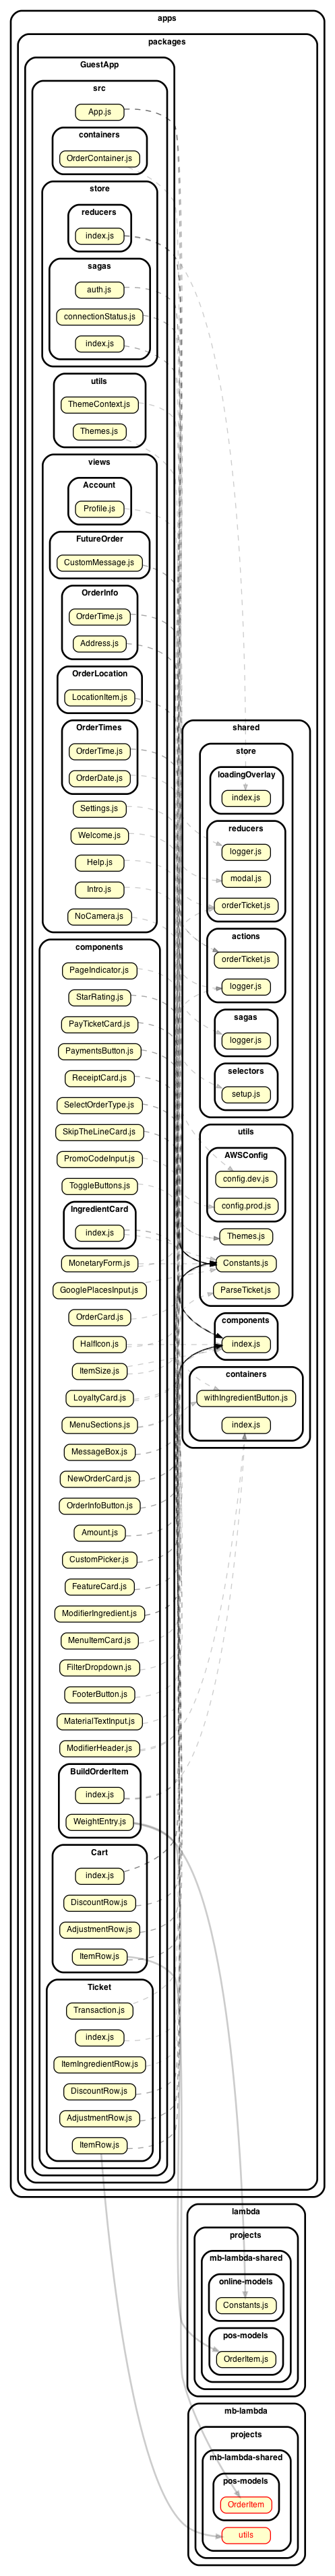 apps
packages
GuestApp
src
App.js
containers
OrderContainer.js
store
reducers
index.js
sagas
auth.js
connectionStatus.js
index.js
utils
ThemeContext.js
Themes.js
views
Account
Profile.js
FutureOrder
CustomMessage.js
OrderInfo
OrderTime.js
Address.js
OrderLocation
LocationItem.js
OrderTimes
OrderTime.js
OrderDate.js
Settings.js
Welcome.js
Help.js
Intro.js
NoCamera.js
components
PageIndicator.js
StarRating.js
PayTicketCard.js
PaymentsButton.js
ReceiptCard.js
SelectOrderType.js
SkipTheLineCard.js
PromoCodeInput.js
ToggleButtons.js
IngredientCard
index.js
MonetaryForm.js
GooglePlacesInput.js
OrderCard.js
HalfIcon.js
ItemSize.js
LoyaltyCard.js
MenuSections.js
MessageBox.js
NewOrderCard.js
OrderInfoButton.js
Amount.js
CustomPicker.js
FeatureCard.js
ModifierIngredient.js
MenuItemCard.js
FilterDropdown.js
FooterButton.js
MaterialTextInput.js
ModifierHeader.js
BuildOrderItem
index.js
WeightEntry.js
Cart
index.js
DiscountRow.js
AdjustmentRow.js
ItemRow.js
Ticket
Transaction.js
index.js
ItemIngredientRow.js
DiscountRow.js
AdjustmentRow.js
ItemRow.js
shared
store
loadingOverlay
index.js
reducers
logger.js
modal.js
orderTicket.js
actions
orderTicket.js
logger.js
sagas
logger.js
selectors
setup.js
utils
AWSConfig
config.dev.js
config.prod.js
Themes.js
Constants.js
ParseTicket.js
components
index.js
containers
withIngredientButton.js
index.js
lambda
projects
mb-lambda-shared
online-models
Constants.js
pos-models
OrderItem.js
mb-lambda
projects
mb-lambda-shared
pos-models
OrderItem
utils